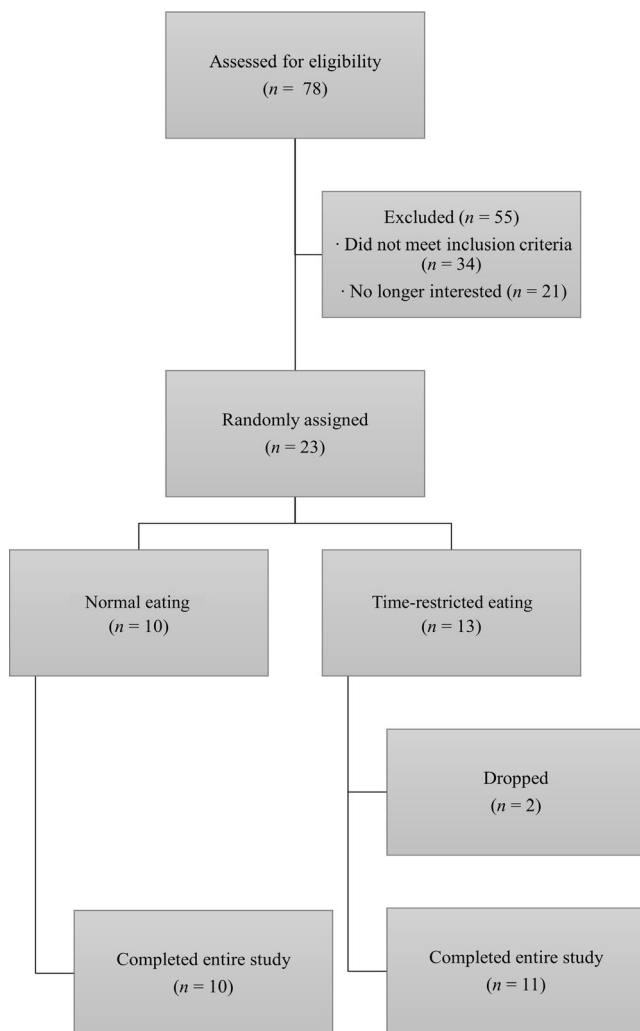 Assessed for eligibility
(n = 78)
Excluded (n = 55)
· Did not meet inclusion criteria
(n = 34)
· No longer interested (n = 21)
Randomly assigned
(n = 23)
Normal eating
(n = 10)
Time-restricted eating
(n = 13)
Dropped
(n = 2)
Completed entire study
(n = 10)
Completed entire study
(n = 11)